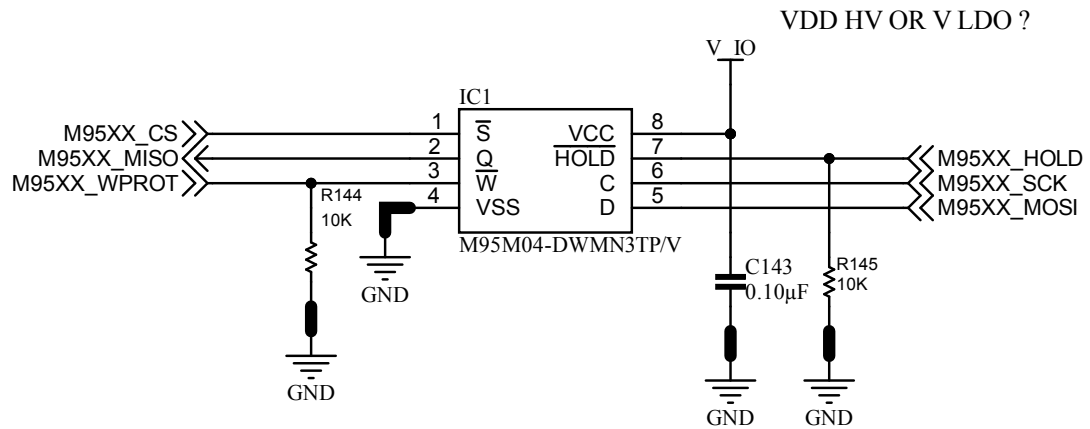 VDD HV OR V LDO ?
V_IO
IC1
M95XX_CS
1
S
VCC
8
M95XX_MISO
2
Q
HOLD
7
M95XX_HOLD
M95XX_WPROT
3
W
C
6
M95XX_SCK
4
VSS
D
5
M95XX_MOSI
R144
10K
M95M04-DWMN3TP/V
GND
C143
0.10µF
R145
10K
GND
GND
GND